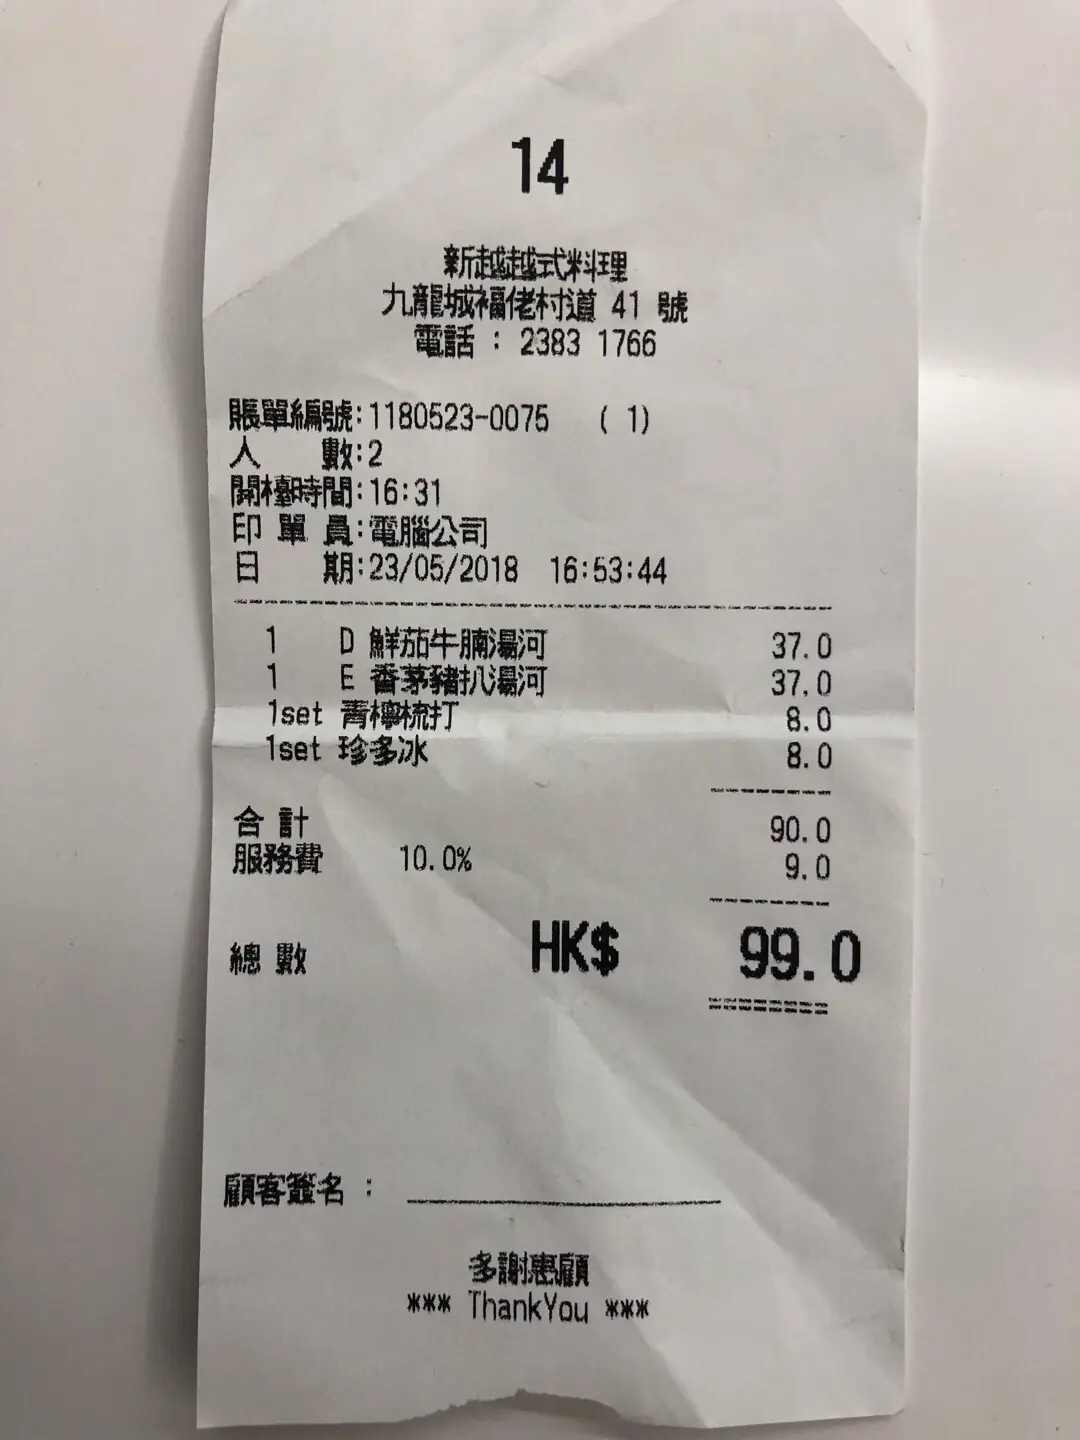 14
新越越式料理
九龍城福佬村道 41 號
電話 : 2383 1766
賬單編號:1180523-0075 ( 1)
人 數:2
開檯時間:16:31
印 單 員:電腦公司
日 期:23/05/2018 16:53:44
1 D 鮮茄牛腩湯河 37.0
1 E 香茅豬扒湯河 37.0
1set 青檸梳打 8.0
1set 珍多冰 8.0
合 計 90.0
服務費 10.0% 9.0
總 數 HK$ 99.0
顧客簽名 :
多謝惠顧
*** ThankYou ***